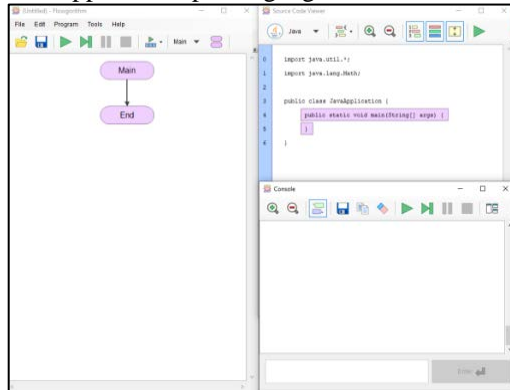 (Untitled) - Flowgorithm
File Edit Program Tools Help
Main
Main
End
Source Code Viewer
Java
0 import java.util.*;
1 import java.lang.Math;
2
3 public class JavaApplication {
4 public static void main(String[] args) {
5 }
6 }
Console
Enter